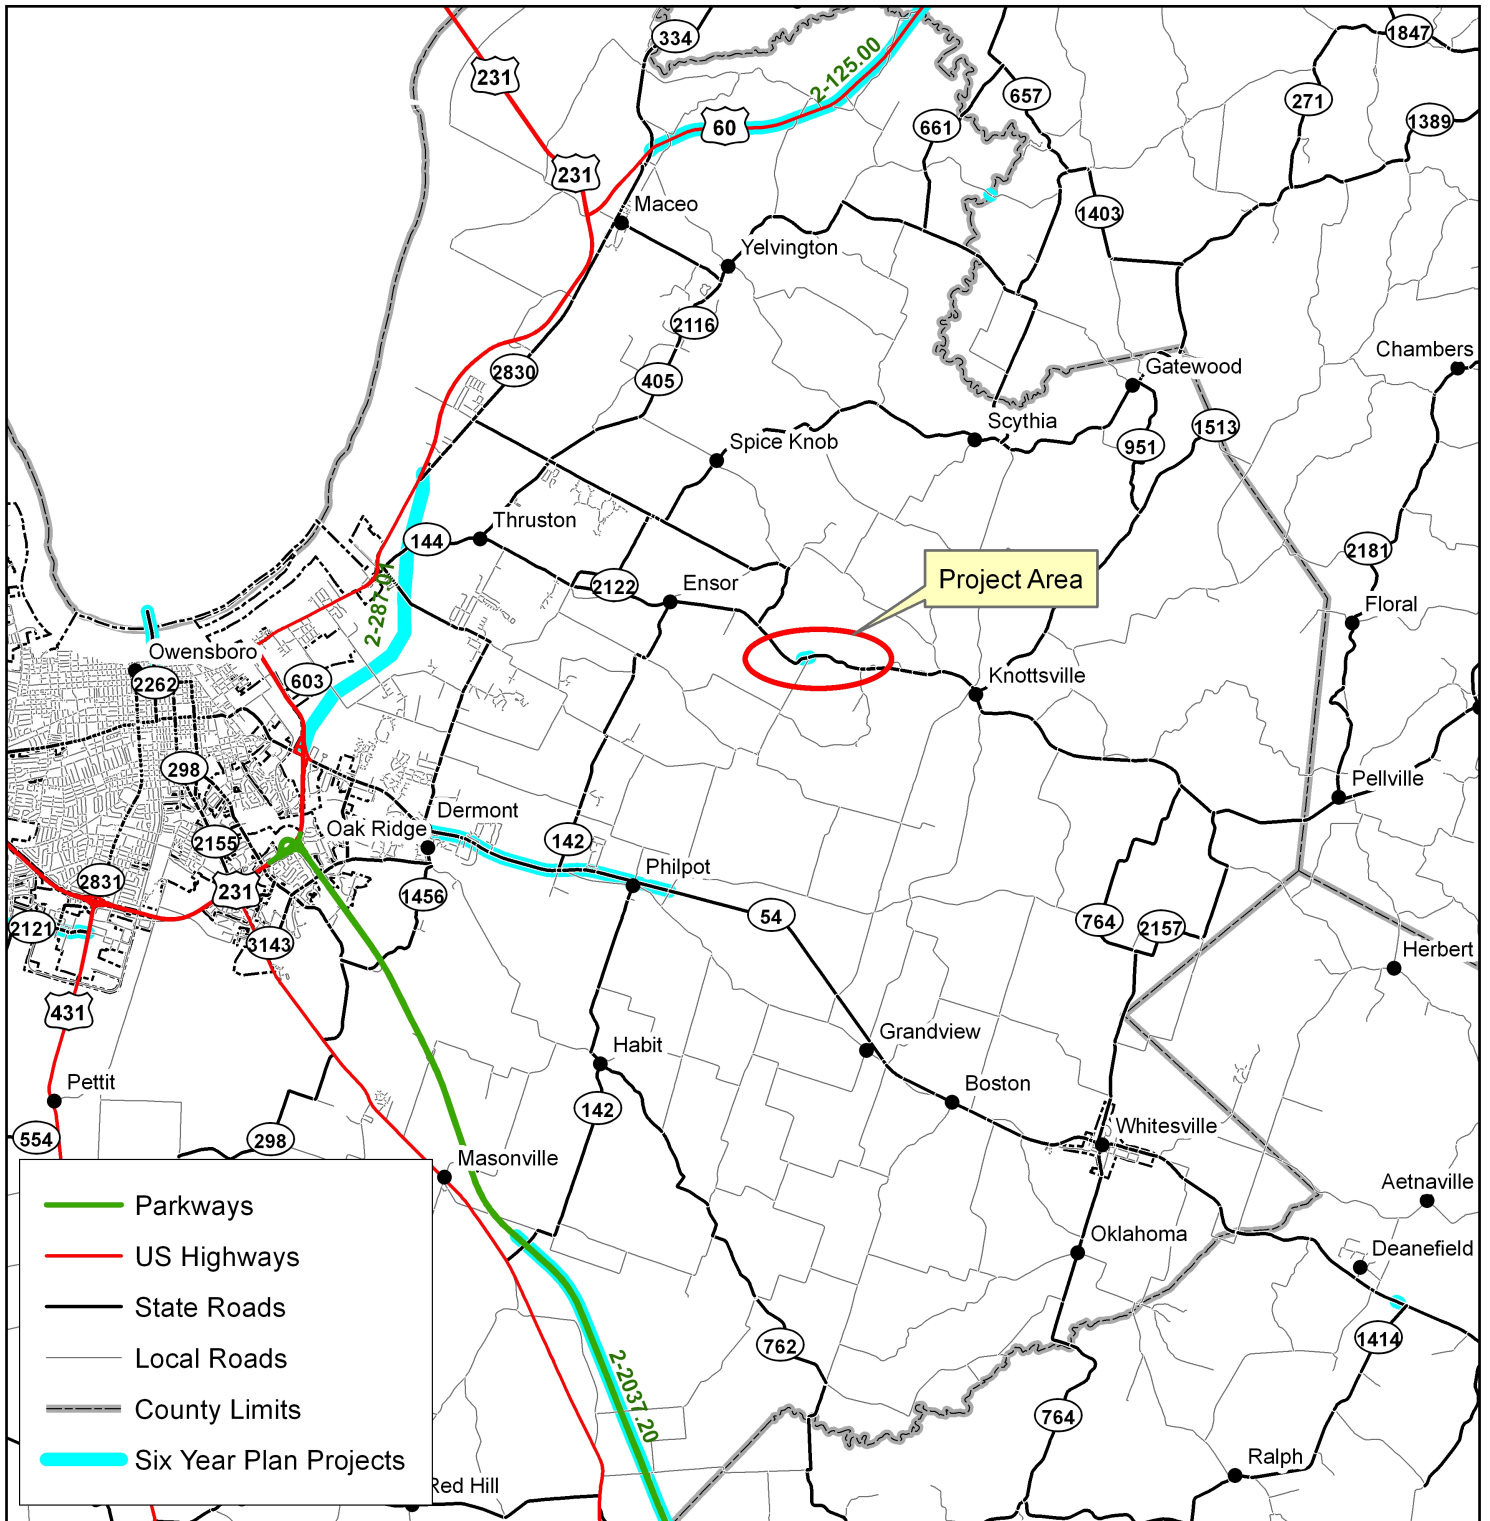 334
1847
231
2-125.00
60
657
271
661
1389
231
Maceo
1403
Yelvington
2116
2830
405
Chambers
Gatewood
Scythia
1513
Spice Knob
951
Thruston
144
2181
2122
Ensor
Project Area
2-287.01
Floral
Owensboro
603
2262
Knottsville
298
Pellville
Dermont
Oak Ridge
2155
142
Philpot
2831
231
1456
54
764
2157
2121
3143
Herbert
431
Grandview
Habit
Pettit
Boston
142
Whitesville
554
298
Masonville
Aetnaville
Oklahoma
Deanefield
Parkways
US Highways
State Roads
Local Roads
County Limits
Six Year Plan Projects
762
1414
2-2037.20
764
Ralph
Red Hill